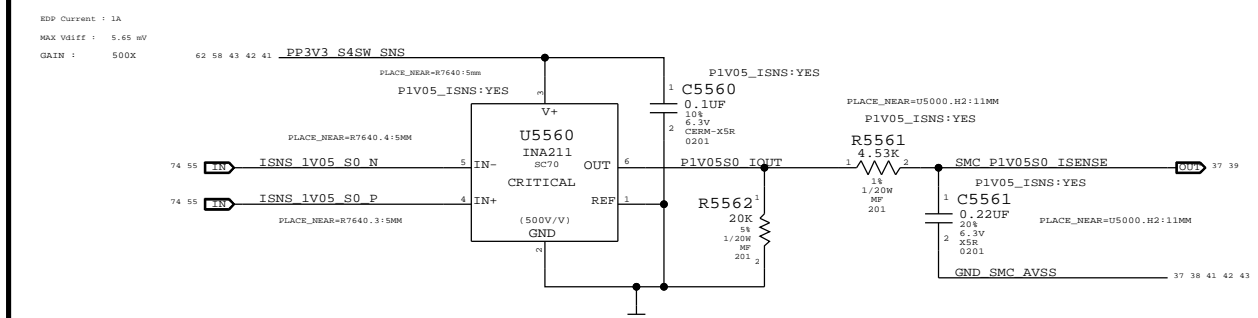 EDP Current : 1A
MAX Vdiff : 5.65 mV
GAIN : 500X
62 58 43 42 41 PP3V3_S4SW_SNS
PLACE_NEAR=R7640:5mm
P1V05_ISNS:YES
3
V+
U5560
INA211
SC70
CRITICAL
(500V/V)
GND
2
PLACE_NEAR=R7640.4:5MM
74 55 IN ISNS_1V05_S0_N 5 IN-
74 55 IN ISNS_1V05_S0_P 4 IN+
PLACE_NEAR=R7640.3:5MM
OUT 6
REF 1
P1V05_ISNS:YES
1 C5560
0.1UF
10%
6.3V
2 CERM-X5R
0201
P1V05S0_IOUT
R5562 1
20K
5%
1/20W
MF
201 2
PLACE_NEAR=U5000.H2:11MM
P1V05_ISNS:YES
R5561
1 4.53K 2
1%
1/20W
MF
201
SMC_P1V05S0_ISENSE OUT 37 39
P1V05_ISNS:YES
1 C5561
0.22UF
20%
2 6.3V
X5R
0201
PLACE_NEAR=U5000.H2:11MM
GND_SMC_AVSS 37 38 41 42 43